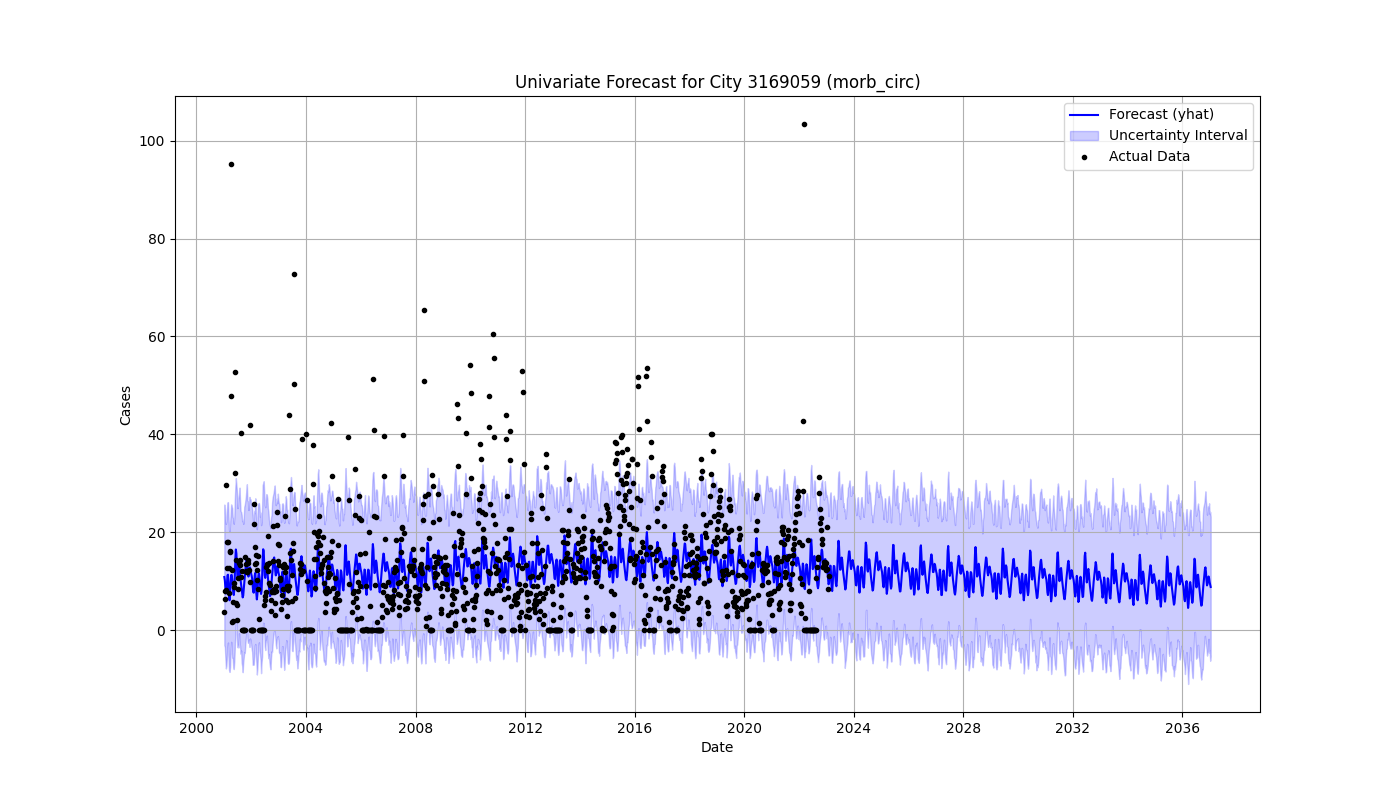 Univariate Forecast for City 3169059 (morb_circ)
Forecast (yhat)
Uncertainty Interval
Actual Data
100
80
60
40
20
0
Cases
2000 2004 2008 2012 2016 2020 2024 2028 2032 2036
Date